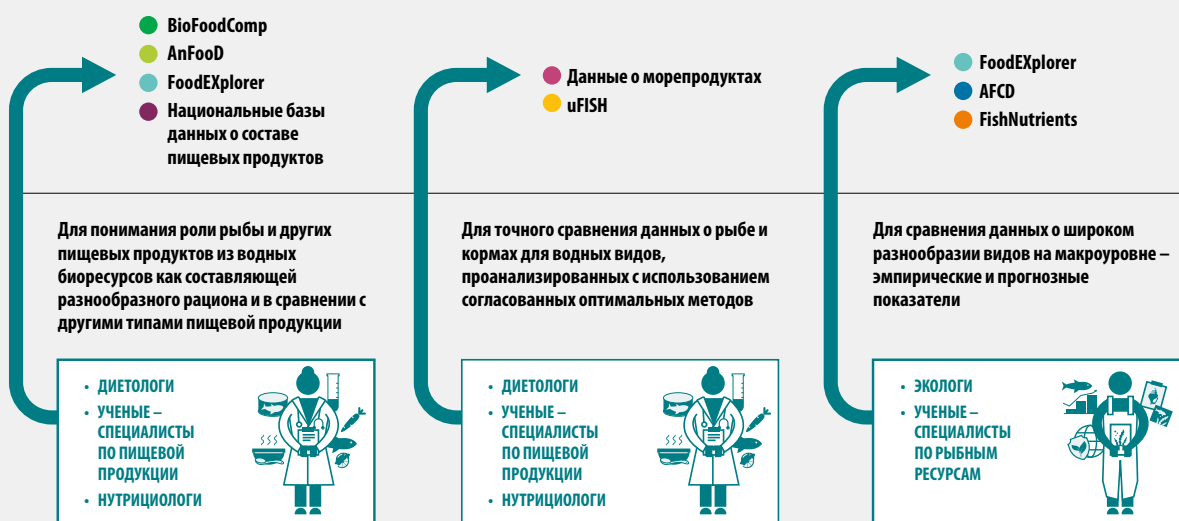 BioFoodComp
AnFooD
FoodEXplorer
Национальные базы
данных о составе
пищевых продуктов
Для понимания роли рыбы и других
пищевых продуктов из водных
биоресурсов как составляющей
разнообразного рациона и в сравнении с
другими типами пищевой продукции
• ДИЕТОЛОГИ
• УЧЕНЫЕ –
СПЕЦИАЛИСТЫ
ПО ПИЩЕВОЙ
ПРОДУКЦИИ
• НУТРИЦИОЛОГИ
Данные о морепродуктах
uFISH
Для точного сравнения данных о рыбе и
кормах для водных видов,
проанализированных с использованием
согласованных оптимальных методов
• ДИЕТОЛОГИ
• УЧЕНЫЕ –
СПЕЦИАЛИСТЫ
ПО ПИЩЕВОЙ
ПРОДУКЦИИ
• НУТРИЦИОЛОГИ
FoodEXplorer
AFCD
FishNutrients
Для сравнения данных о широком
разнообразии видов на макроуровне –
эмпирические и прогнозные
показатели
• ЭКОЛОГИ
• УЧЕНЫЕ –
СПЕЦИАЛИСТЫ
ПО РЫБНЫМ
РЕСУРСАМ